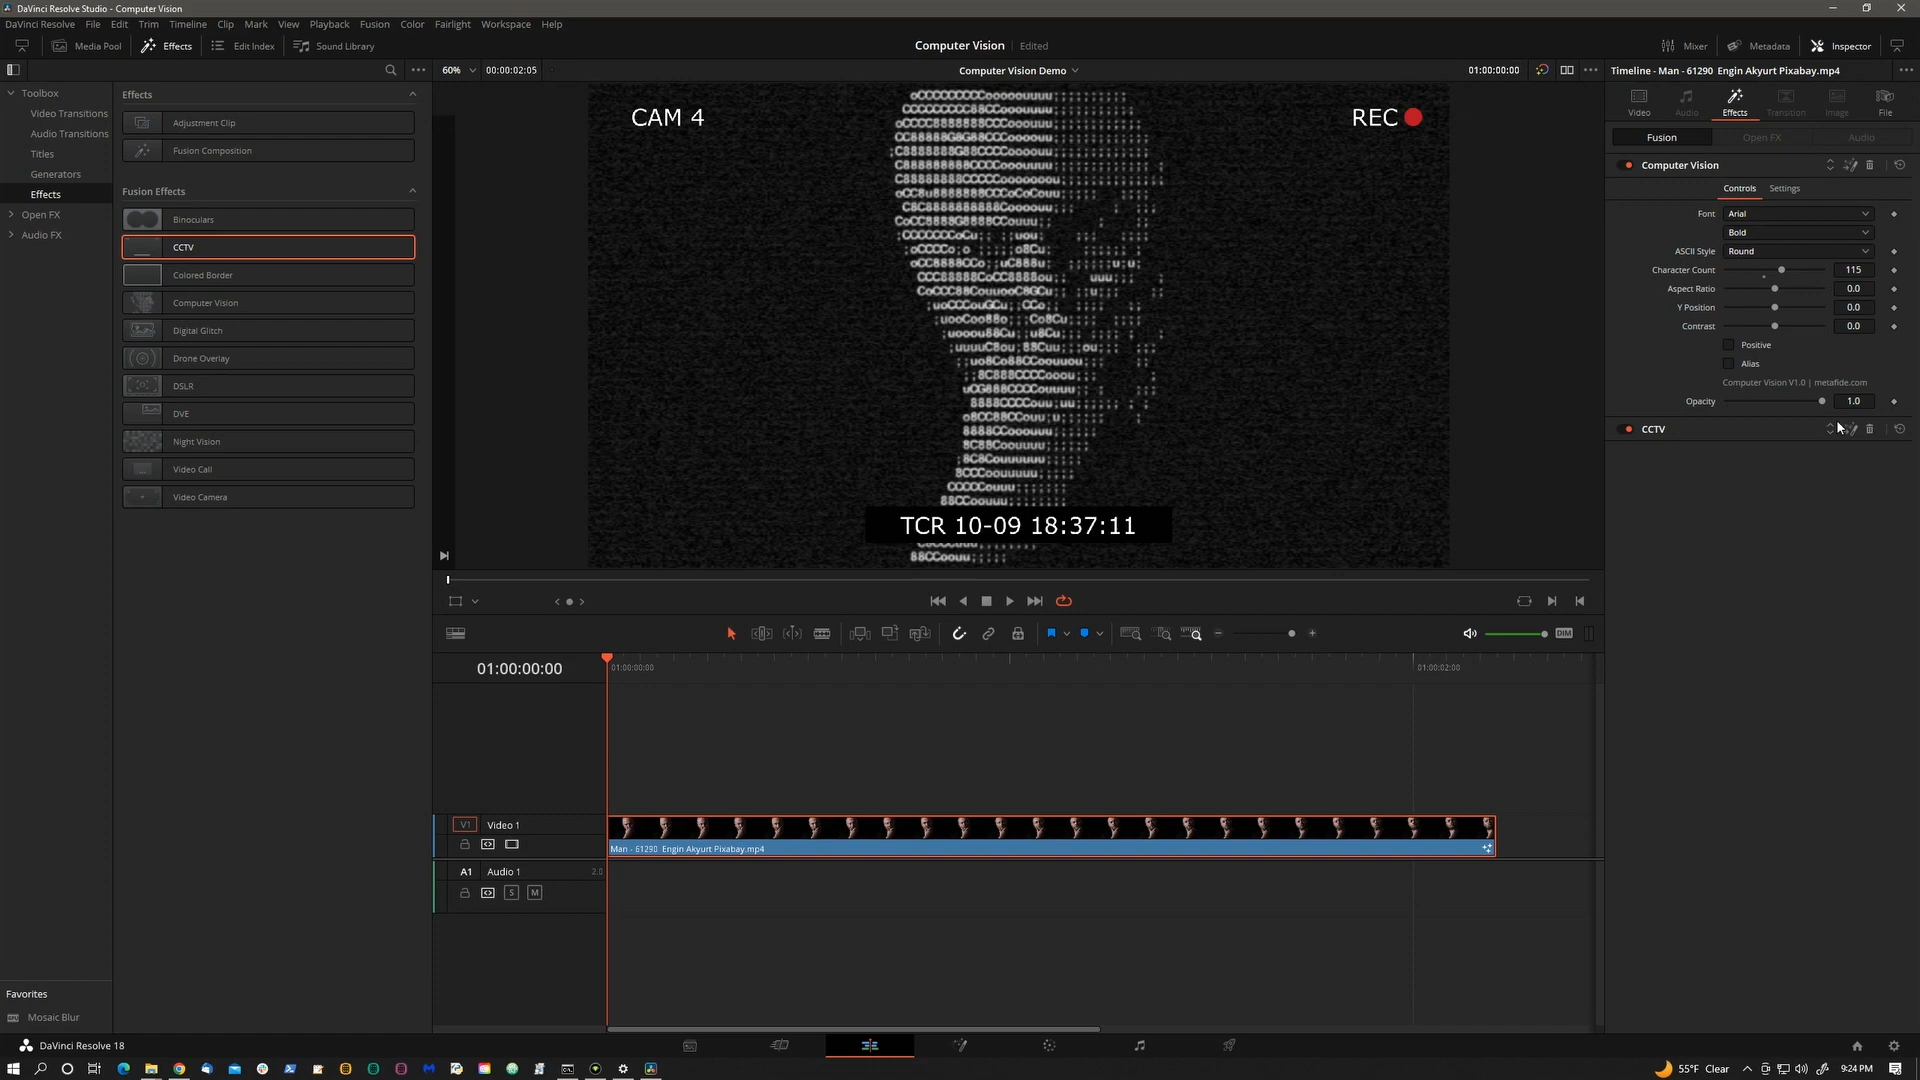 DaVinci Resolve Studio - Computer Vision
DaVinci Resolve File Edit Trim Timeline Clip Mark View Playback Fusion Color Fairlight Workspace Help
Media Pool Effects Edit Index Sound Library
Computer Vision Edited
Mixer Metadata Inspector
60% 00:00:02:05
Computer Vision Demo
01:00:00:00
Timeline - Man - 61290 Engin Akyurt Pixabay.mp4
Toolbox
Video Transitions
Audio Transitions
Titles
Generators
Effects
Open FX
Audio FX
Effects
Adjustment Clip
Fusion Composition
Fusion Effects
Binoculars
CCTV
Colored Border
Computer Vision
Digital Glitch
Drone Overlay
DSLR
DVE
Night Vision
Video Call
Video Camera
CAM 4
REC
TCR 10-09 18:37:11
Video Audio Effects Transition Image File
Fusion Open FX Audio
Computer Vision
Controls Settings
Font Arial
Bold
ASCII Style Round
Character Count 115
Aspect Ratio 0.0
Y Position 0.0
Contrast 0.0
Positive
Alias
Computer Vision V1.0 | metafide.com
Opacity 1.0
CCTV
DIM
01:00:00:00
01:00:00:00
01:00:02:00
V1 Video 1
Man - 61290 Engin Akyurt Pixabay.mp4
A1 Audio 1 2.0
S M
Favorites
Mosaic Blur
DaVinci Resolve 18
55°F Clear
9:24 PM